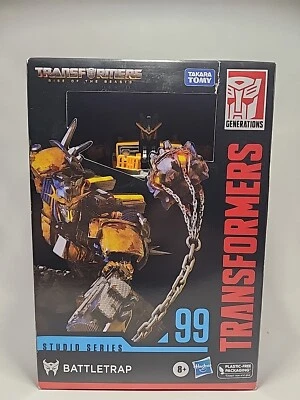 TRANSFORMERS
RISE OF THE BEASTS
TAKARA
TOMY
GENERATIONS
TRANSFORMERS
99
STUDIO SERIES
BATTLETRAP
8+
Hasbro
PLASTIC-FREE
PACKAGING